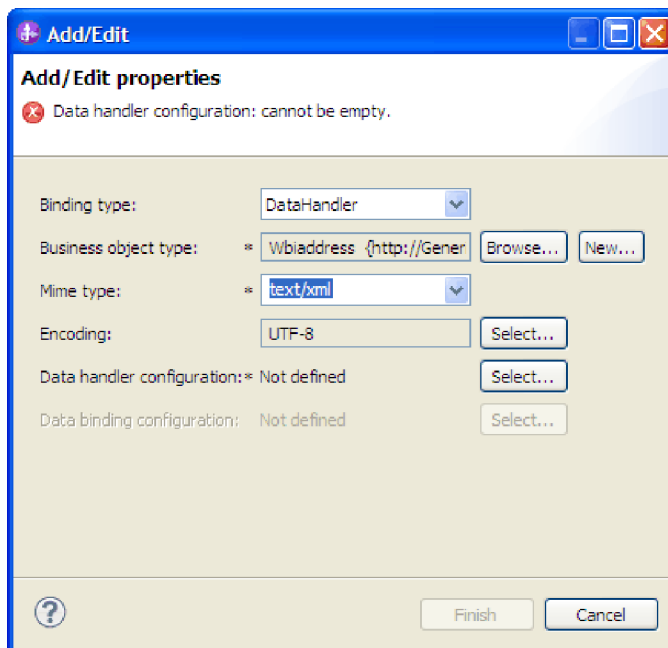 Add/Edit
Add/Edit properties
Data handler configuration: cannot be empty.
Binding type: DataHandler
Business object type: * Wbiaddress {http://Gener Browse... New...
Mime type: * text/xml
Encoding: UTF-8 Select...
Data handler configuration:* Not defined Select...
Data binding configuration: Not defined Select...
? Finish Cancel